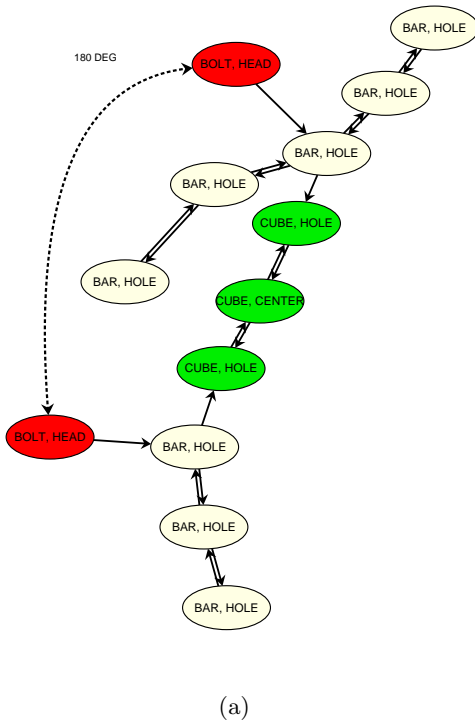 BAR, HOLE
180 DEG
BOLT, HEAD
BAR, HOLE
BAR, HOLE
BAR, HOLE
CUBE, HOLE
BAR, HOLE
CUBE, CENTER
CUBE, HOLE
BOLT, HEAD
BAR, HOLE
BAR, HOLE
BAR, HOLE
(a)